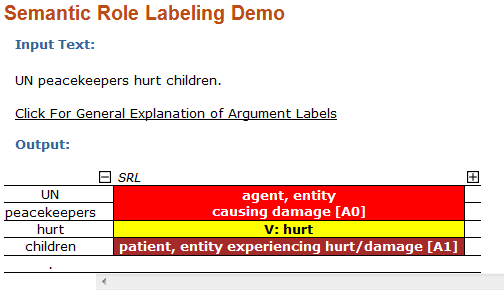 Semantic Role Labeling Demo
Input Text:
UN peacekeepers hurt children.
Click For General Explanation of Argument Labels
Output:
SRL
UN agent, entity
peacekeepers causing damage [A0]
hurt V: hurt
children patient, entity experiencing hurt/damage [A1]
.